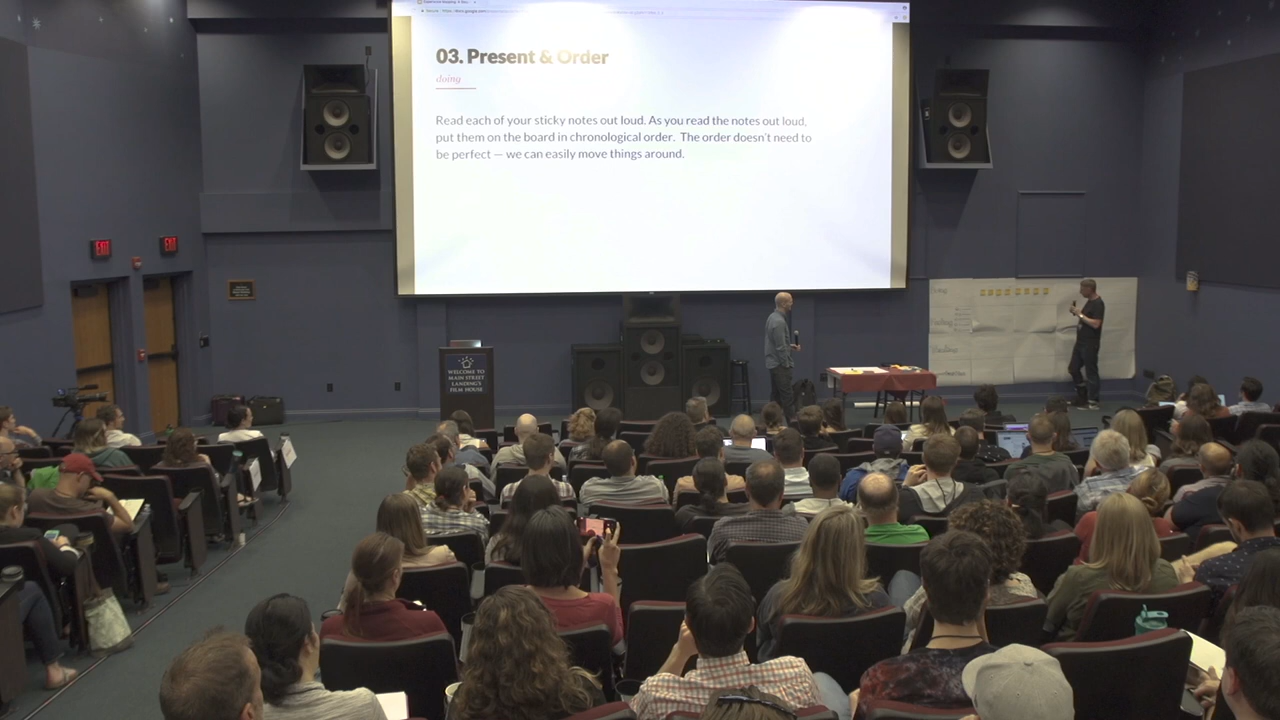 03. Present & Order
doing
Read each of your sticky notes out loud. As you read the notes out loud,
put them on the board in chronological order. The order doesn't need to
be perfect — we can easily move things around.
EXIT
EXIT
WELCOME TO
MAIN STREET
LANDING'S
FILM HOUSE